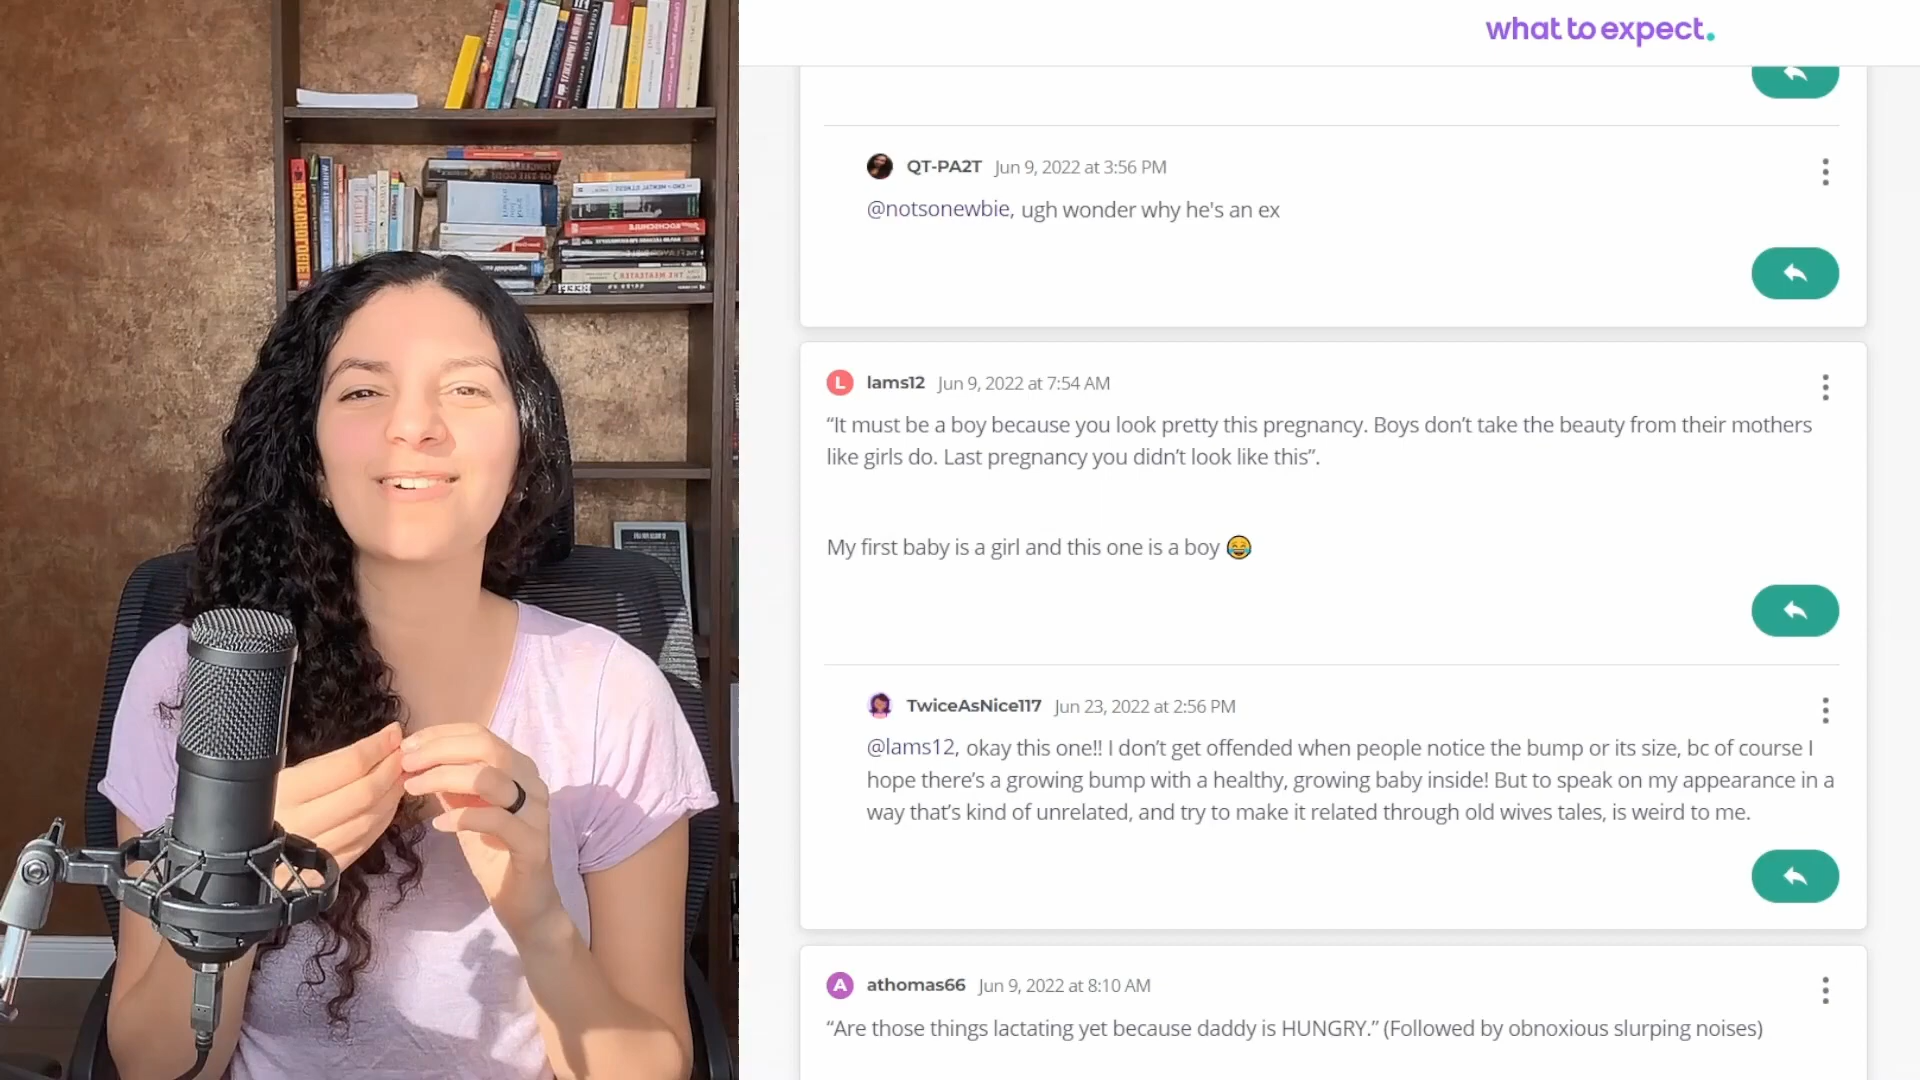 what to expect.
QT-PA2T Jun 9, 2022 at 3:56 PM
@notsonewbie, ugh wonder why he's an ex
L lams12 Jun 9, 2022 at 7:54 AM
“It must be a boy because you look pretty this pregnancy. Boys don’t take the beauty from their mothers
like girls do. Last pregnancy you didn’t look like this”.
My first baby is a girl and this one is a boy 😂
TwiceAsNice117 Jun 23, 2022 at 2:56 PM
@lams12, okay this one!! I don’t get offended when people notice the bump or its size, bc of course I
hope there’s a growing bump with a healthy, growing baby inside! But to speak on my appearance in a
way that’s kind of unrelated, and try to make it related through old wives tales, is weird to me.
A athomas66 Jun 9, 2022 at 8:10 AM
“Are those things lactating yet because daddy is HUNGRY.” (Followed by obnoxious slurping noises)